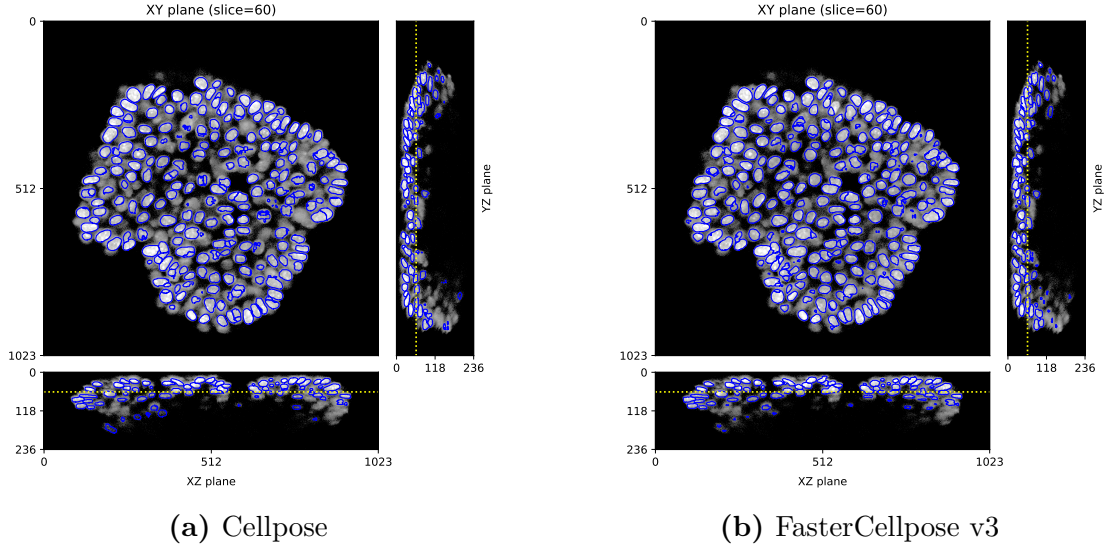 XY plane (slice=60)
0
512
1023
YZ plane
0 118 236
0
118
236
0 512 1023
XZ plane
(a) Cellpose
XY plane (slice=60)
0
512
1023
YZ plane
0 118 236
0
118
236
0 512 1023
XZ plane
(b) FasterCellpose v3